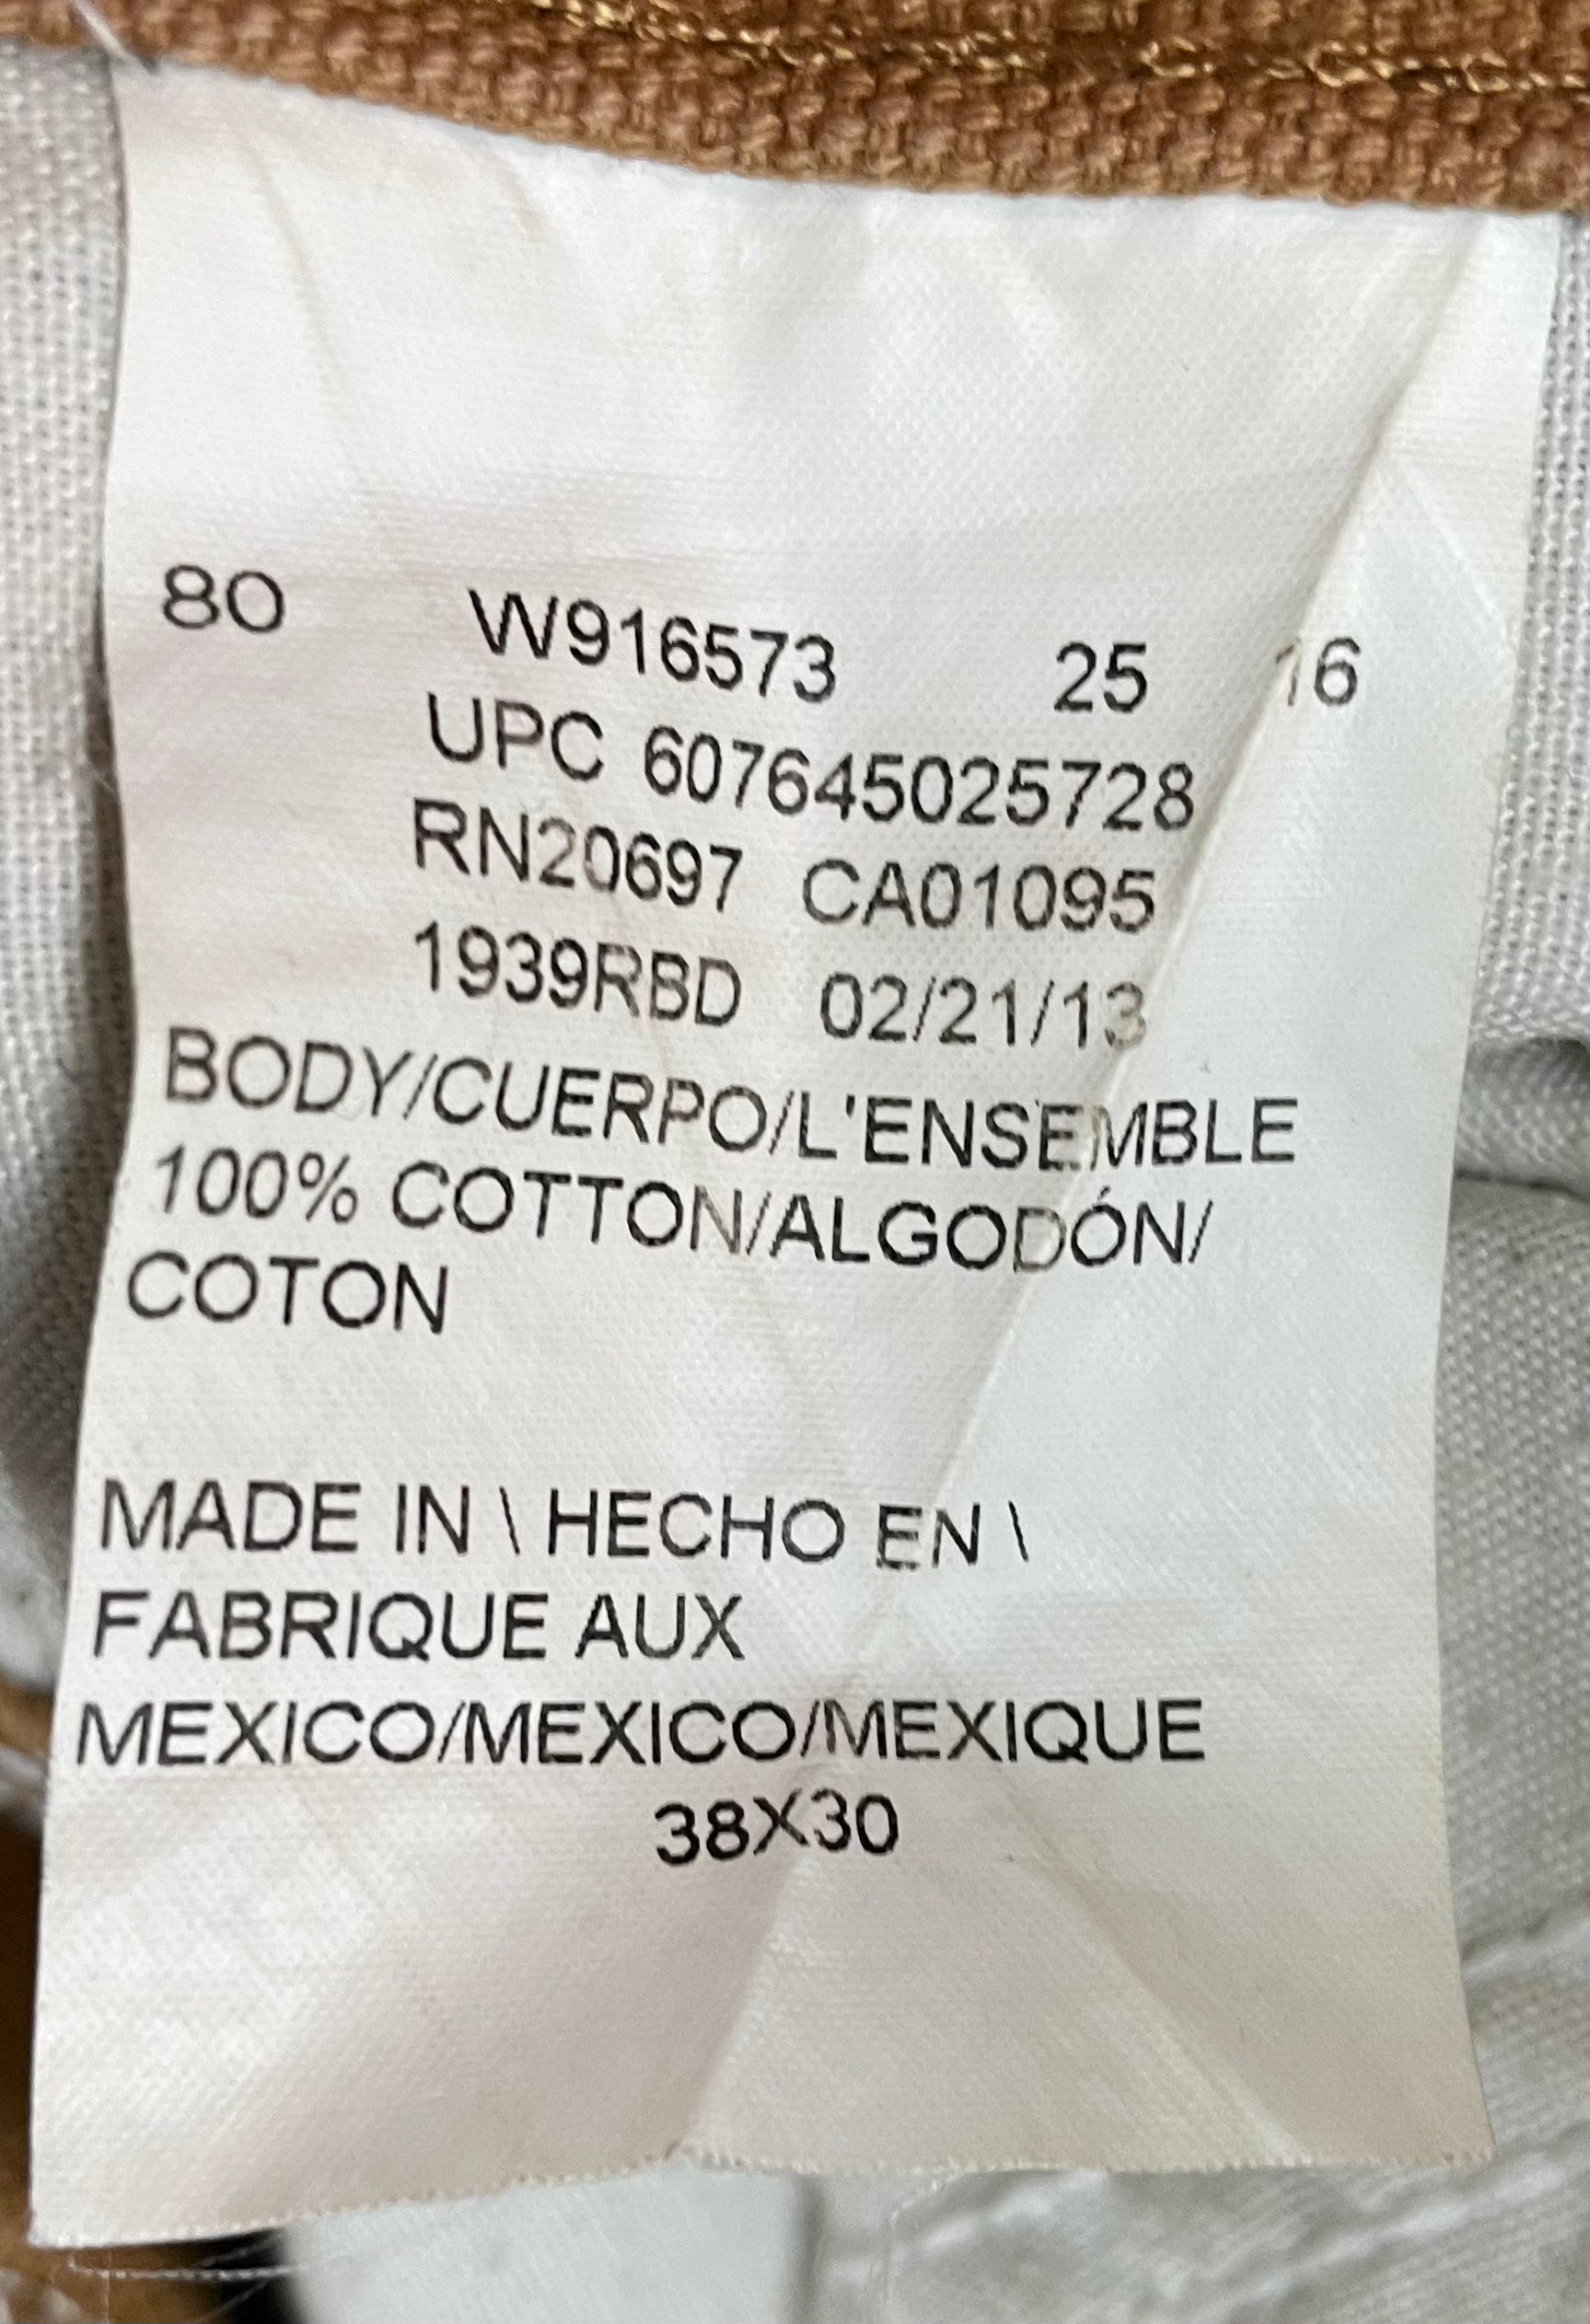 80 W916573 25 16
UPC 607645025728
RN20697 CA01095
1939RBD 02/21/13
BODY/CUERPO/L'ENSEMBLE
100% COTTON/ALGODÓN/
COTON
MADE IN \ HECHO EN \
FABRIQUE AUX
MEXICO/MEXICO/MEXIQUE
38X30